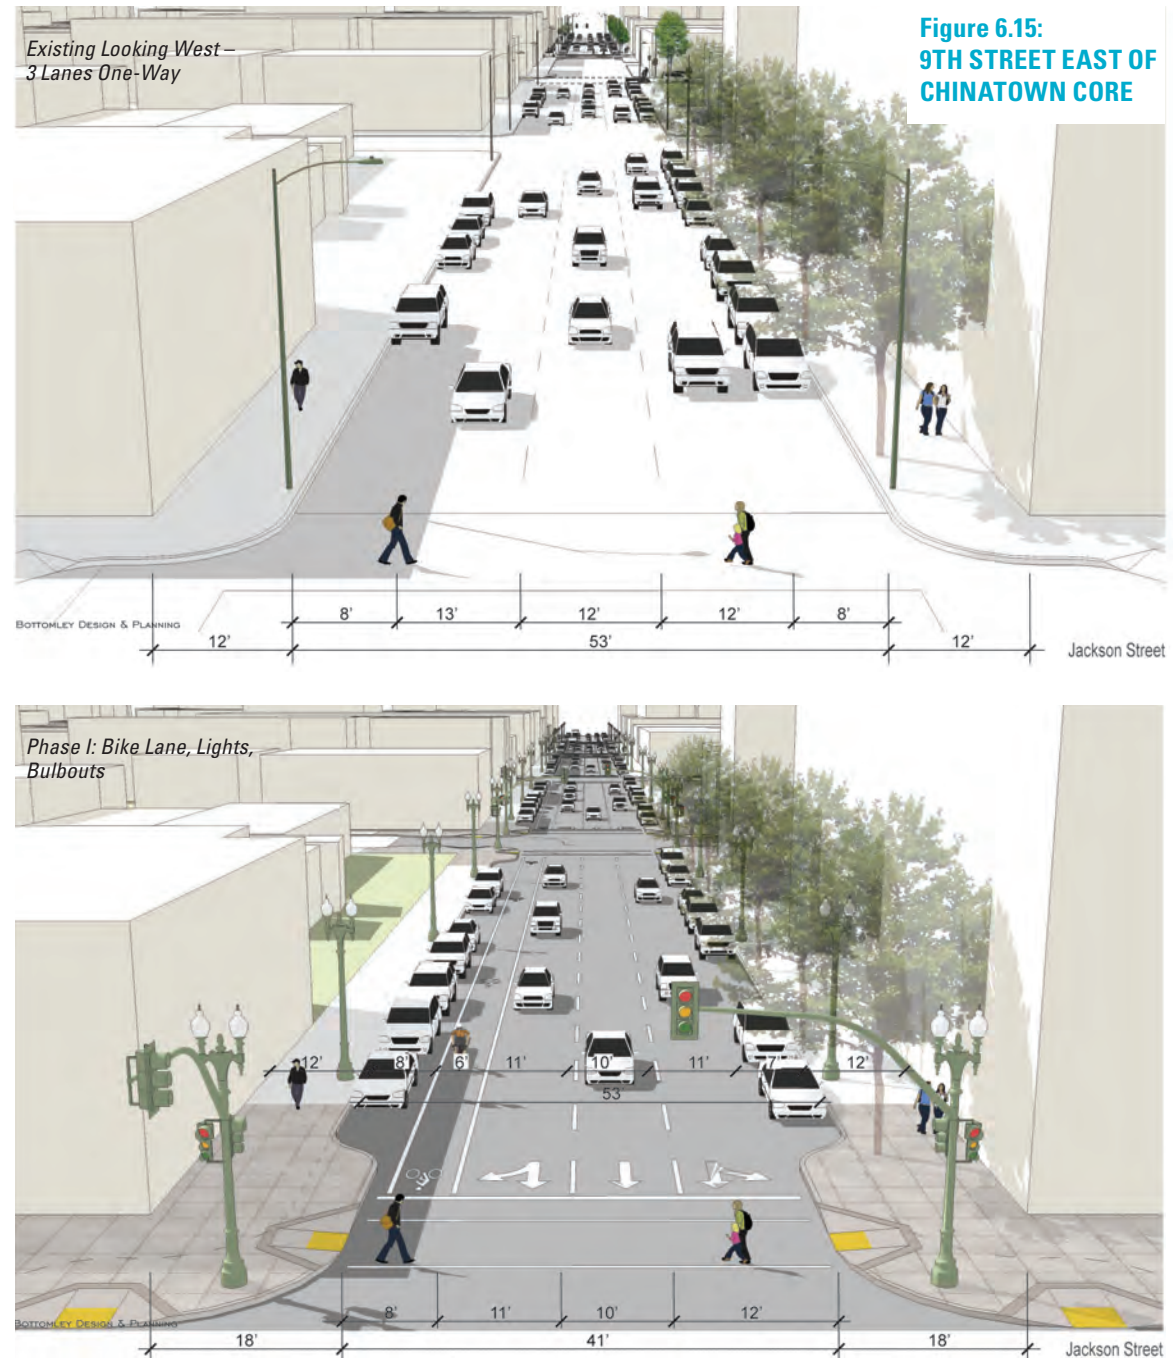 Existing Looking West –
3 Lanes One-Way
Figure 6.15:
9TH STREET EAST OF
CHINATOWN CORE
8' 13' 12' 12' 8'
BOTTOMLEY DESIGN & PLANNING
12' 53' 12'
Jackson Street
Phase I: Bike Lane, Lights,
Bulbouts
12' 8' 6' 11' 10' 11' 7' 12'
53'
8' 11' 10' 12'
BOTTOMLEY DESIGN & PLANNING
18' 41' 18'
Jackson Street